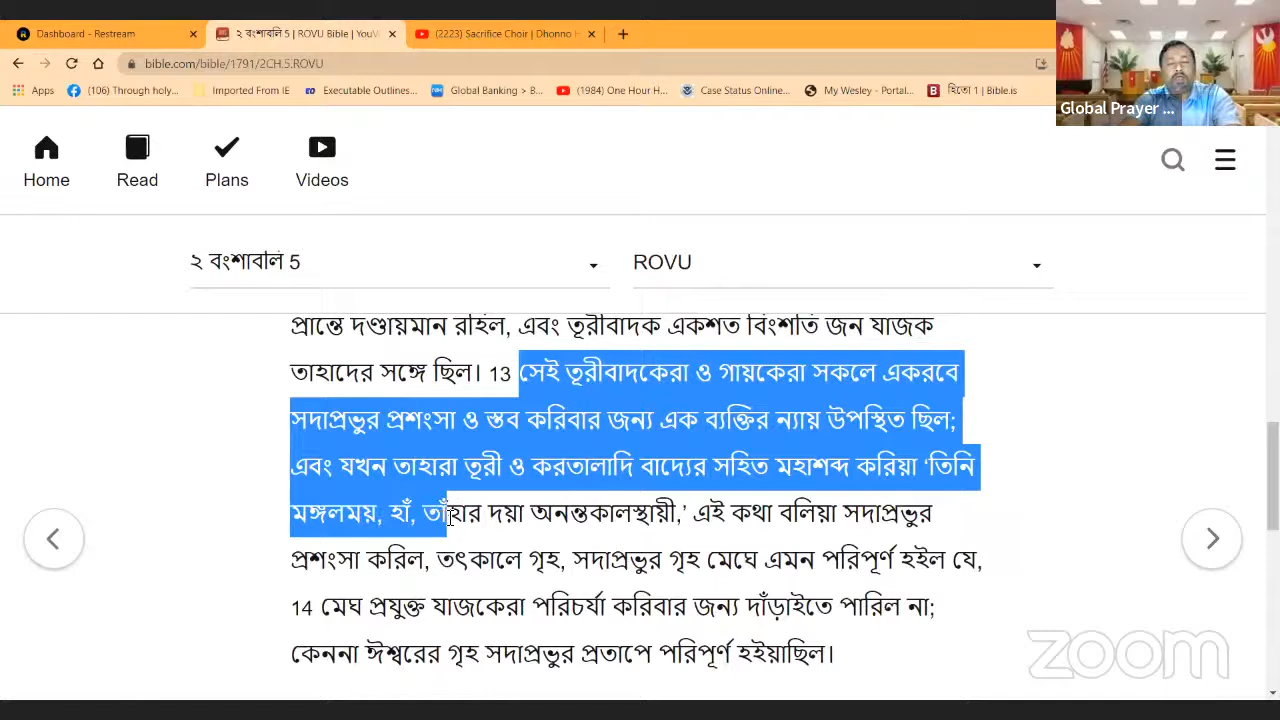 Dashboard - Restream
২ বংশাবলি 5 | ROVU Bible | YouV
(2223) Sacrifice Choir | Dhonno H
bible.com/bible/1791/2CH.5.ROVU
Apps
(106) Through holy...
Imported From IE
Executable Outlines...
Global Banking > B...
(1984) One Hour H...
Case Status Online...
My Wesley - Portal...
হিতো 1 | Bible.is
Global Prayer ...
Home
Read
Plans
Videos
২ বংশাবলি 5
ROVU
প্রান্তে দণ্ডায়মান রহিল, এবং তূরীবাদক একশত বিংশতি জন যাজক
তাহাদের সঙ্গে ছিল। 13 সেই তূরীবাদকেরা ও গায়কেরা সকলে একরবে
সদাপ্রভুর প্রশংসা ও স্তব করিবার জন্য এক ব্যক্তির ন্যায় উপস্থিত ছিল;
এবং যখন তাহারা তূরী ও করতালাদি বাদ্যের সহিত মহাশব্দ করিয়া ‘তিনি
মঙ্গলময়, হাঁ, তাঁহার দয়া অনন্তকালস্থায়ী,’ এই কথা বলিয়া সদাপ্রভুর
প্রশংসা করিল, তৎকালে গৃহ, সদাপ্রভুর গৃহ মেঘে এমন পরিপূর্ণ হইল যে,
14 মেঘ প্রযুক্ত যাজকেরা পরিচর্যা করিবার জন্য দাঁড়াইতে পারিল না;
কেননা ঈশ্বরের গৃহ সদাপ্রভুর প্রতাপে পরিপূর্ণ হইয়াছিল।
zoom